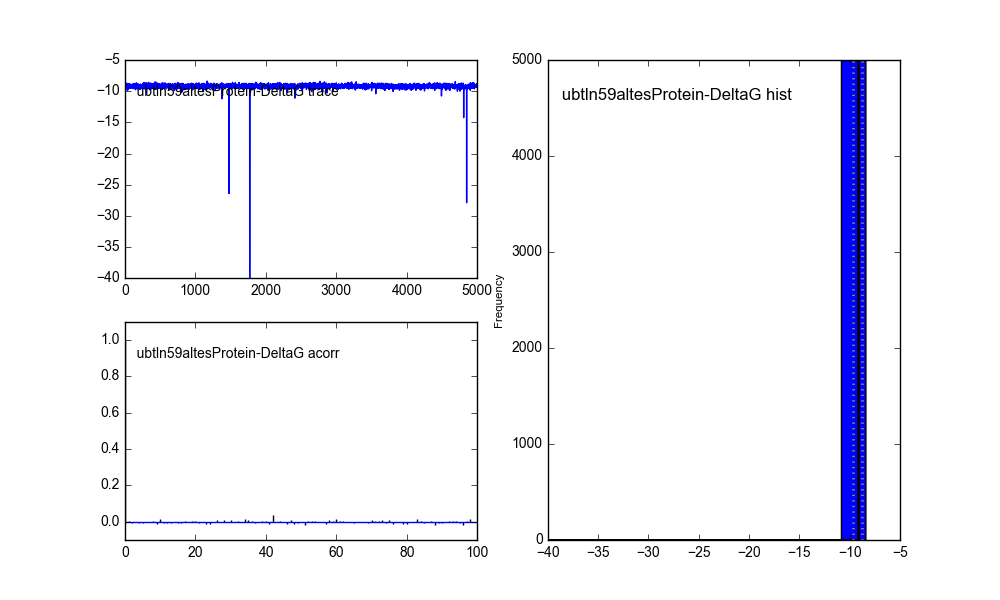 −5
−10
−15
−20
−25
−30
−35
−40
ubtln59altesProtein-DeltaG trace
0 1000 2000 3000 4000 5000
1.0
0.8
0.6
0.4
0.2
0.0
ubtln59altesProtein-DeltaG acorr
0 20 40 60 80 100
5000
4000
3000
2000
1000
0
Frequency
ubtln59altesProtein-DeltaG hist
−40 −35 −30 −25 −20 −15 −10 −5